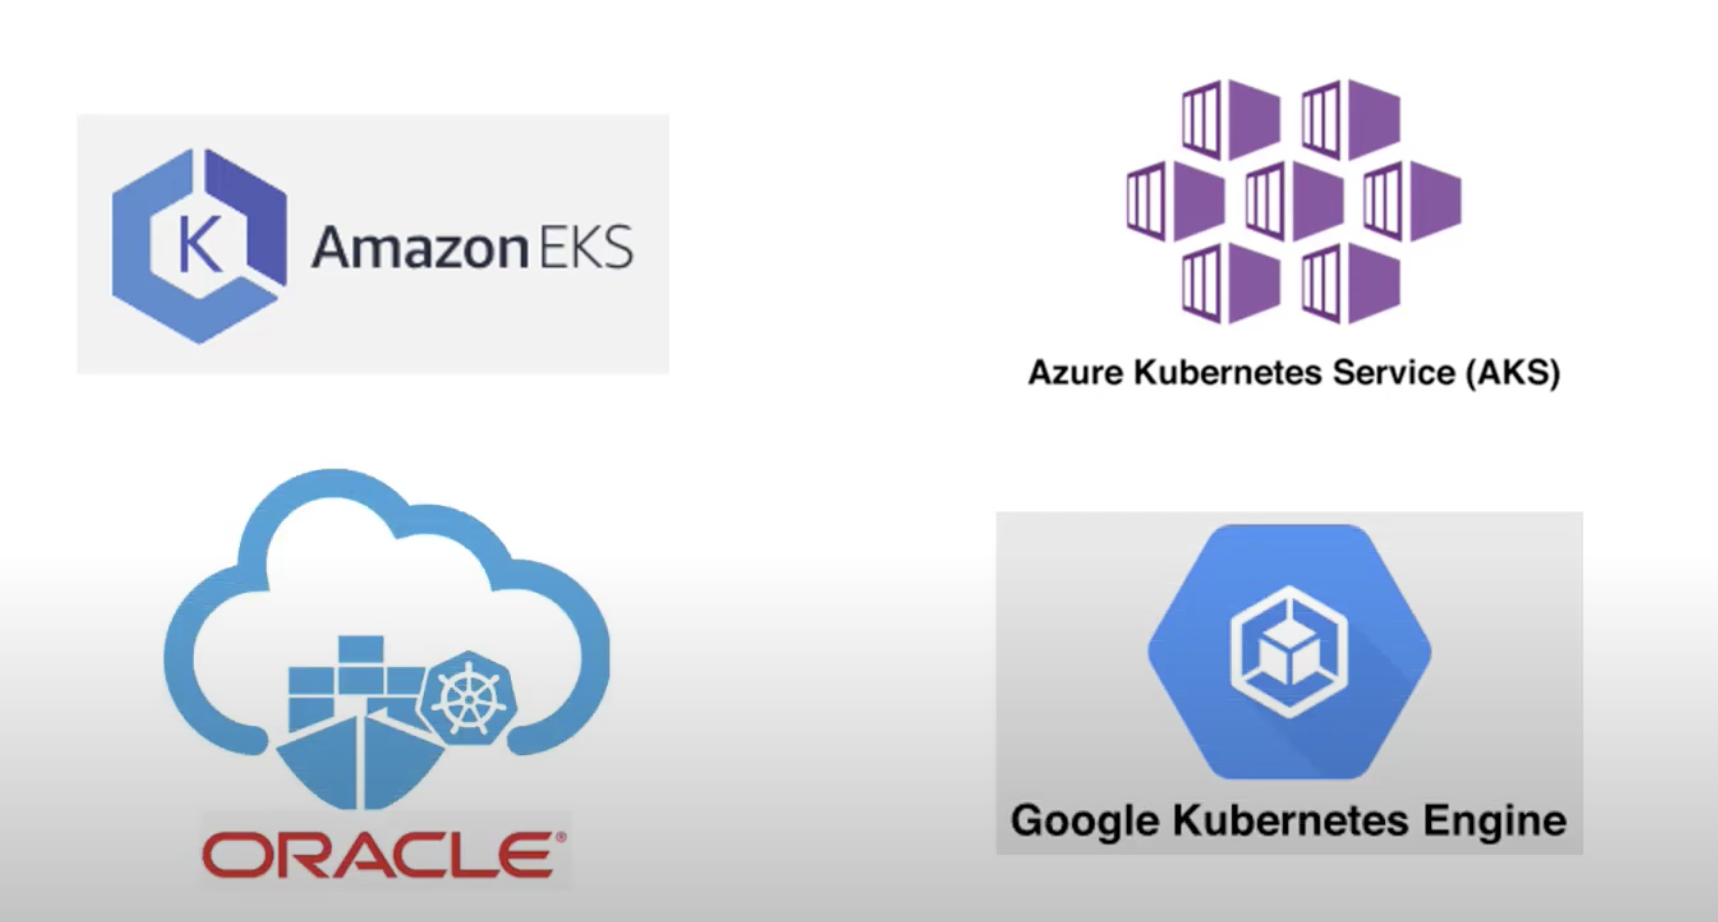 K
Amazon EKS
Azure Kubernetes Service (AKS)
ORACLE®
Google Kubernetes Engine